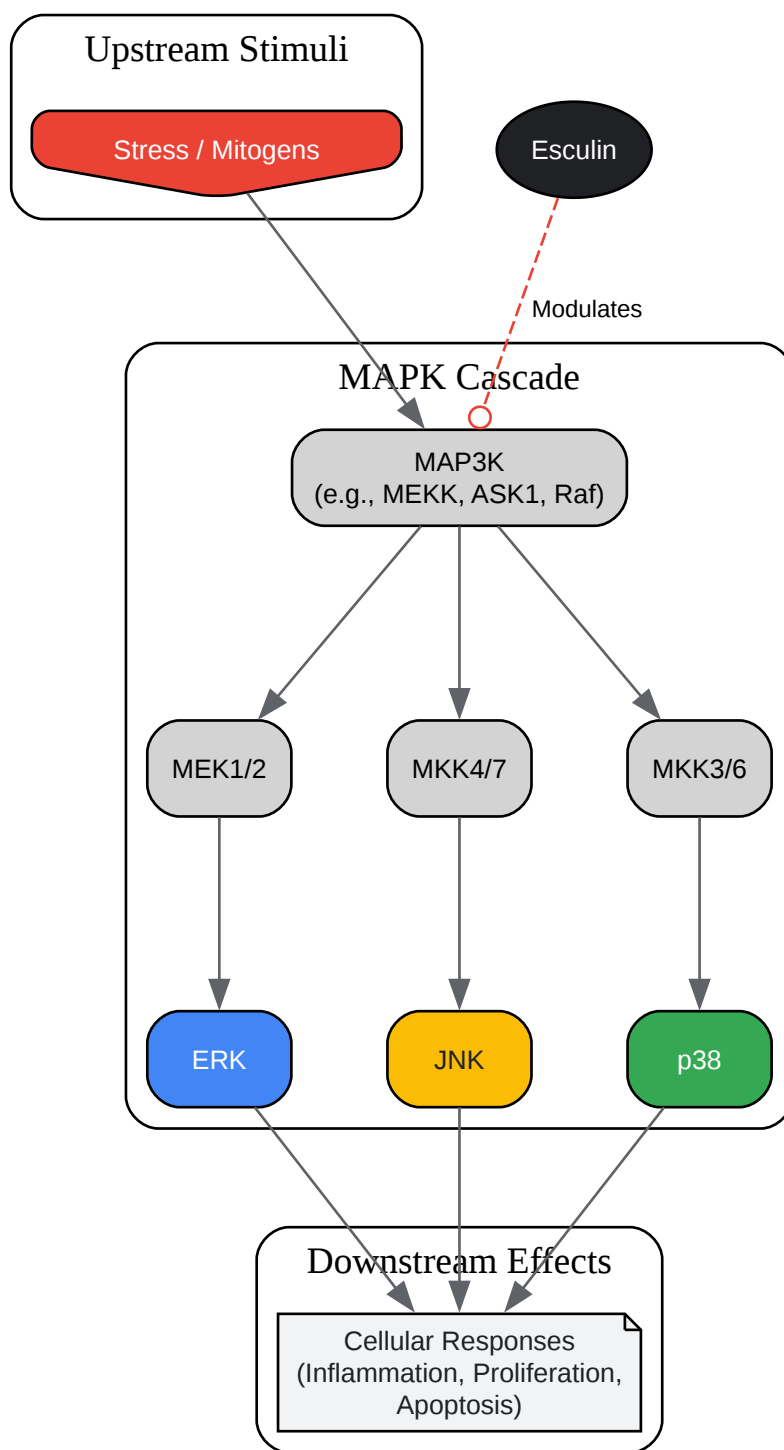 Upstream Stimuli
Stress / Mitogens
Esculin
Modulates
MAPK Cascade
MAP3K
(e.g., MEKK, ASK1, Raf)
MEK1/2
MKK4/7
MKK3/6
ERK
JNK
p38
Downstream Effects
Cellular Responses
(Inflammation, Proliferation,
Apoptosis)